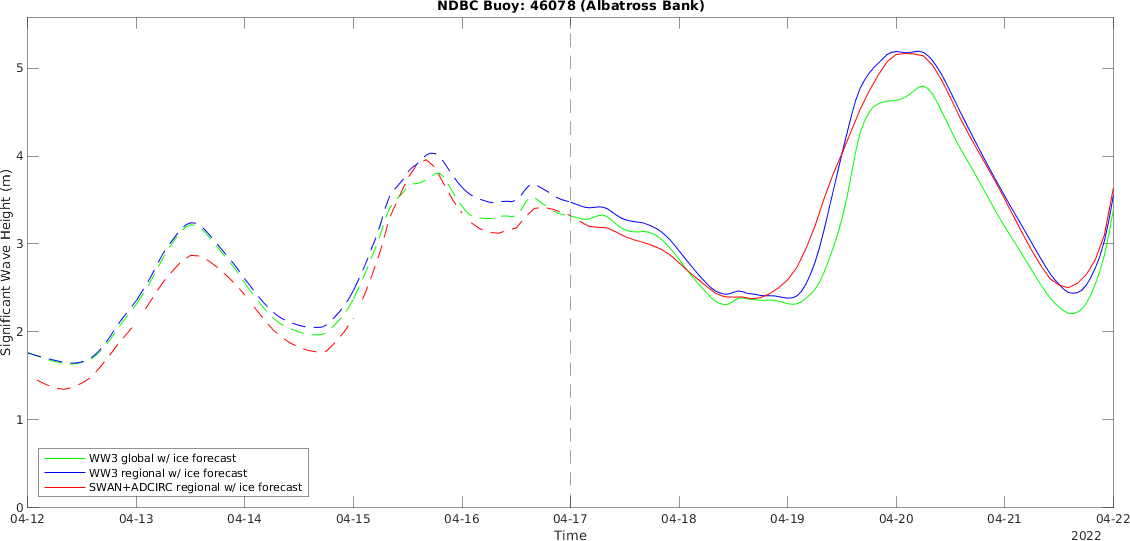 NDBC Buoy: 46078 (Albatross Bank)
Significant Wave Height (m)
5
4
3
2
1
0
WW3 global w/ ice forecast
WW3 regional w/ ice forecast
SWAN+ADCIRC regional w/ ice forecast
04-12 04-13 04-14 04-15 04-16 04-17 04-18 04-19 04-20 04-21 04-22
Time
2022